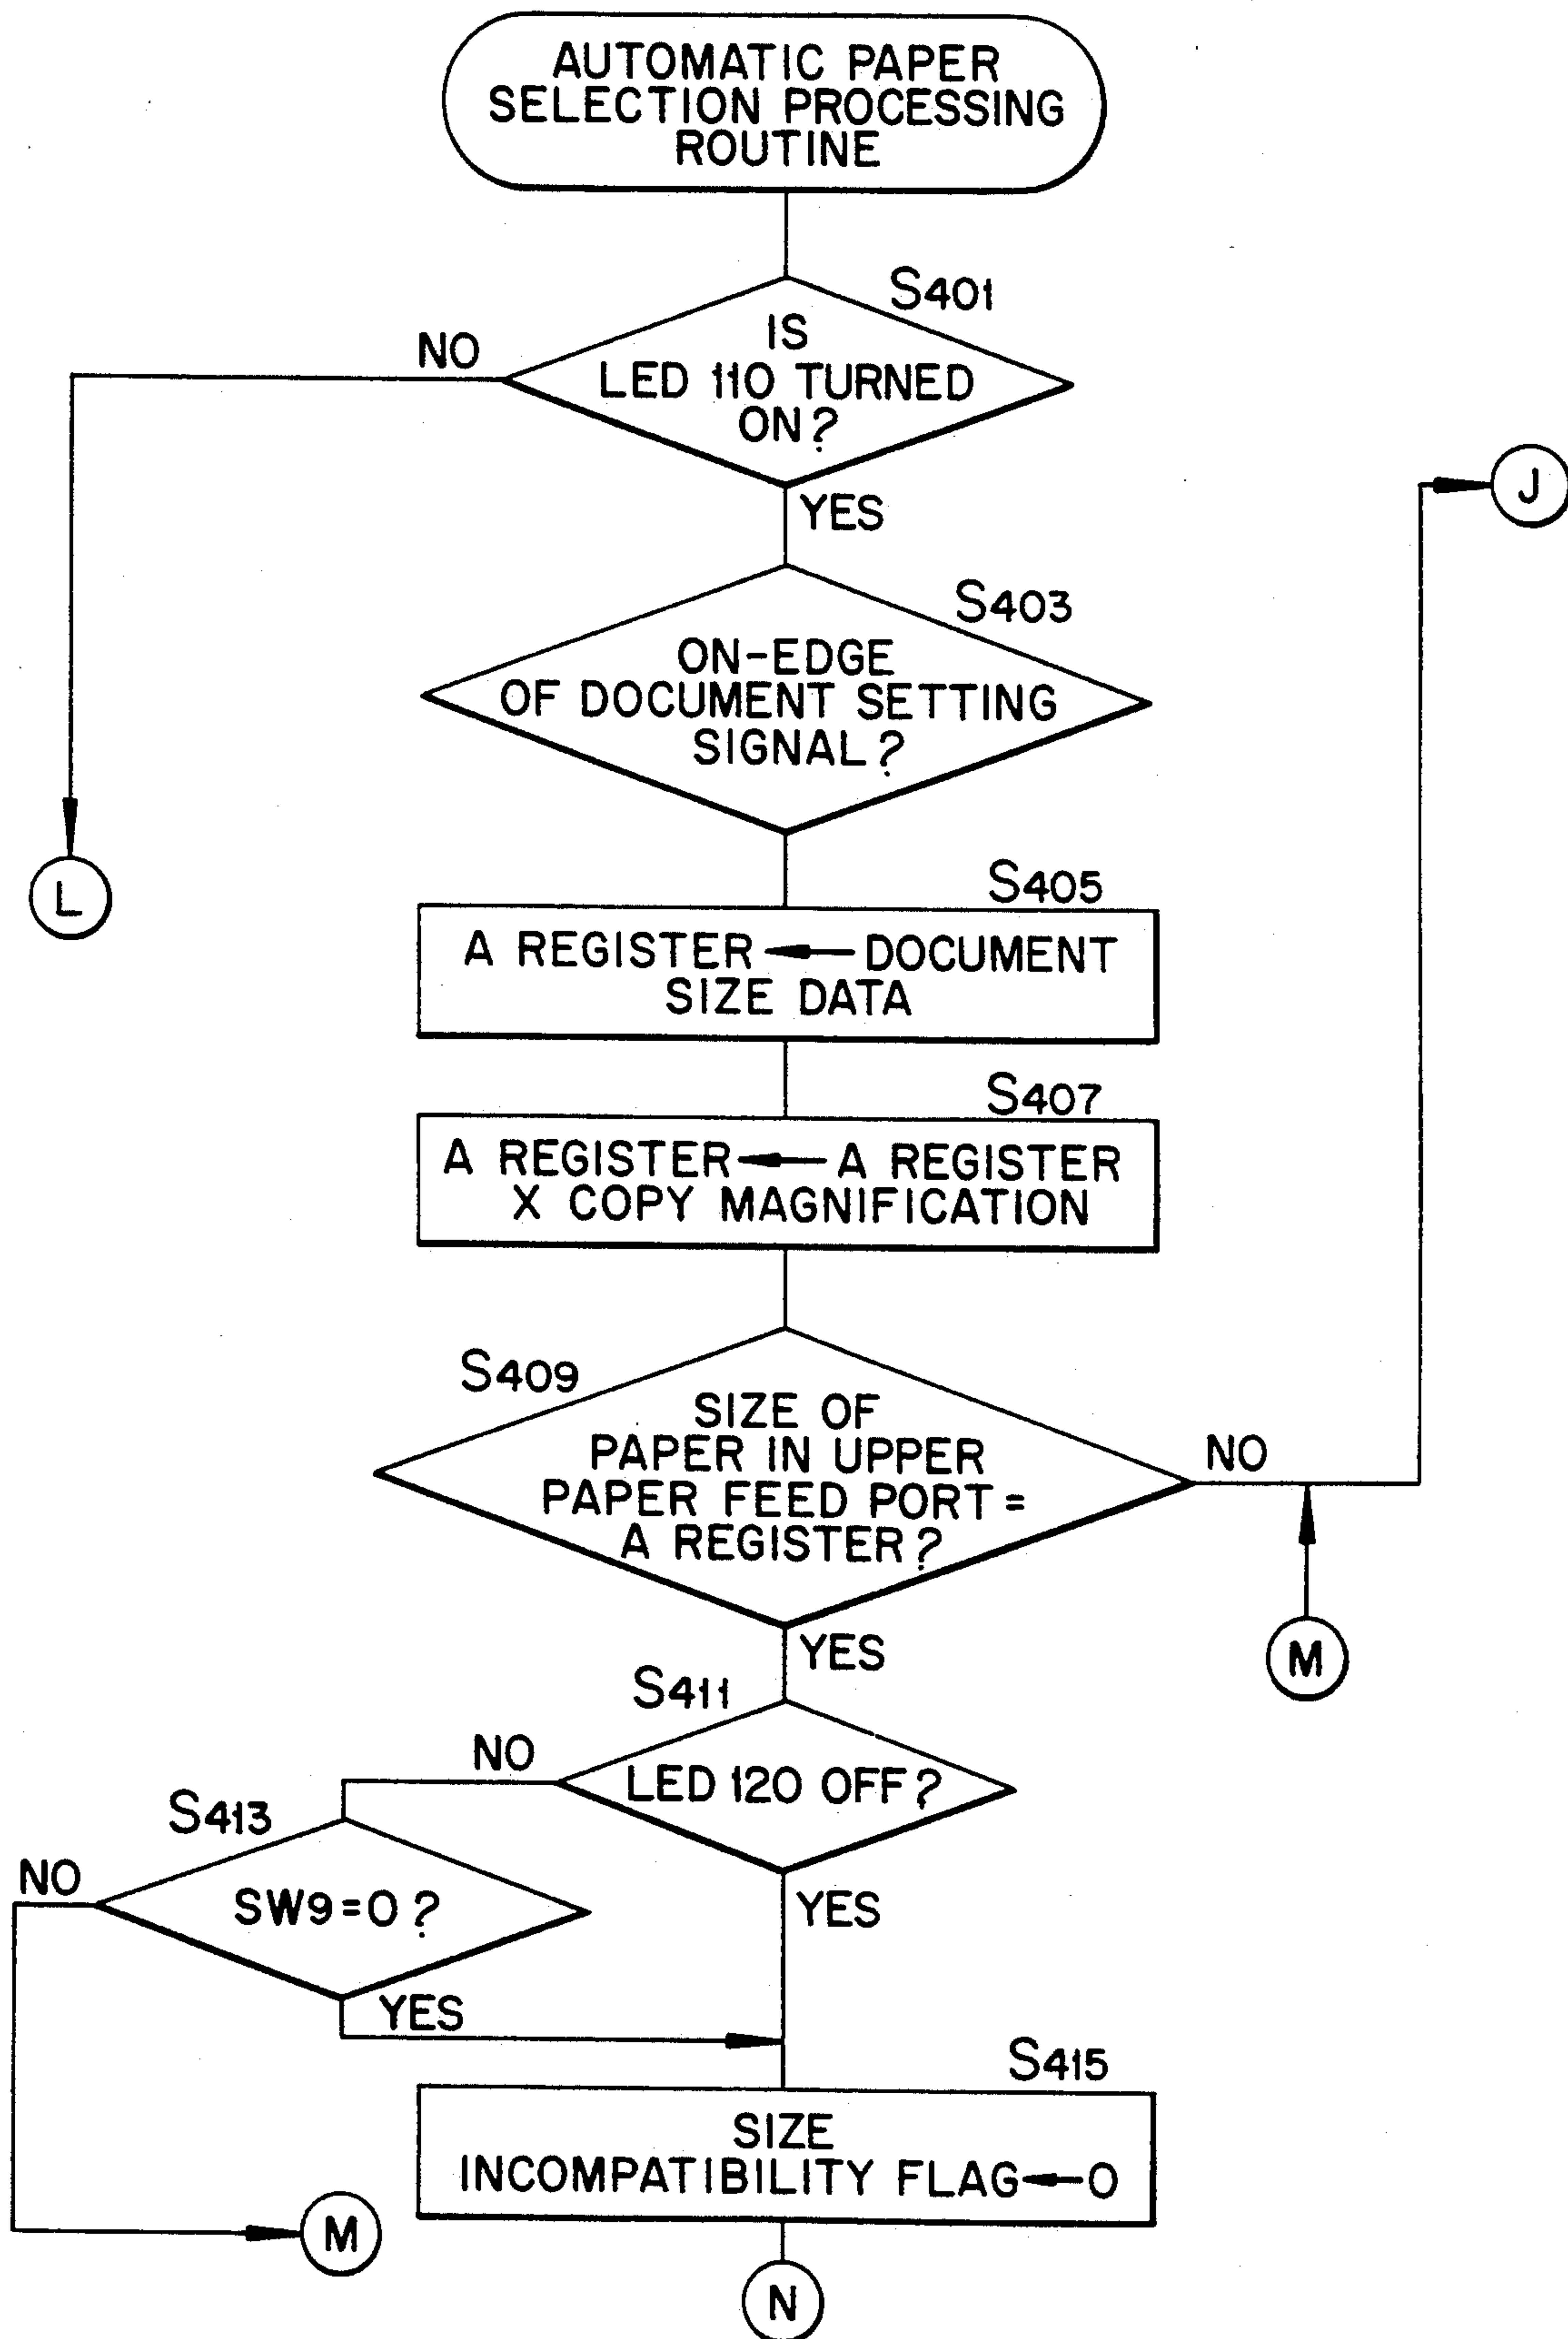 AUTOMATIC PAPER
SELECTION PROCESSING
ROUTINE
S401
NO
IS
LED 110 TURNED
ON?
YES
J
S403
ON-EDGE
OF DOCUMENT SETTING
SIGNAL?
L
S405
A REGISTER ← DOCUMENT
SIZE DATA
S407
A REGISTER ← A REGISTER
X COPY MAGNIFICATION
S409
SIZE OF
PAPER IN UPPER
PAPER FEED PORT =
A REGISTER?
NO
M
YES
S411
NO
LED 120 OFF?
S413
NO
SW9=0?
YES
YES
S415
SIZE
INCOMPATIBILITY FLAG ← 0
M
N